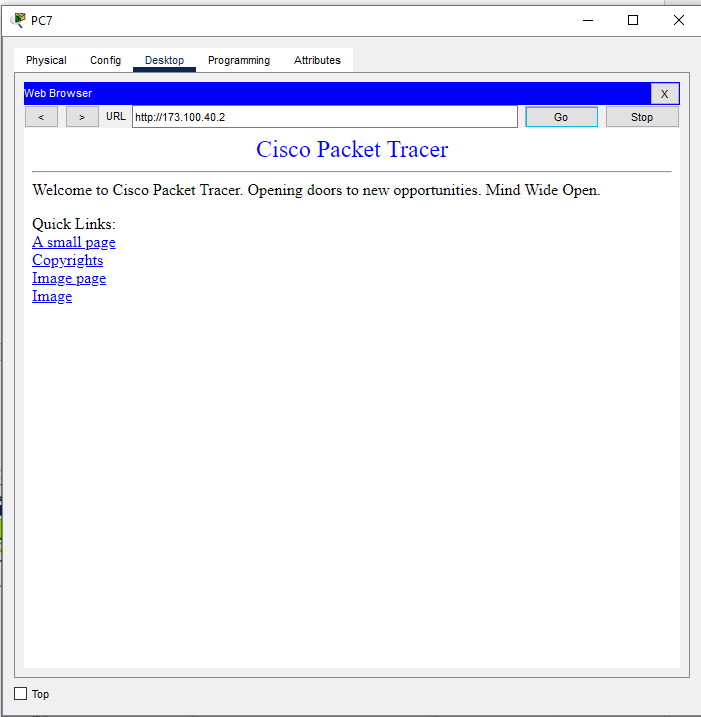 PC7
Physical Config Desktop Programming Attributes
Web Browser X
< > URL http://173.100.40.2 Go Stop
Cisco Packet Tracer
Welcome to Cisco Packet Tracer. Opening doors to new opportunities. Mind Wide Open.
Quick Links:
A small page
Copyrights
Image page
Image
Top